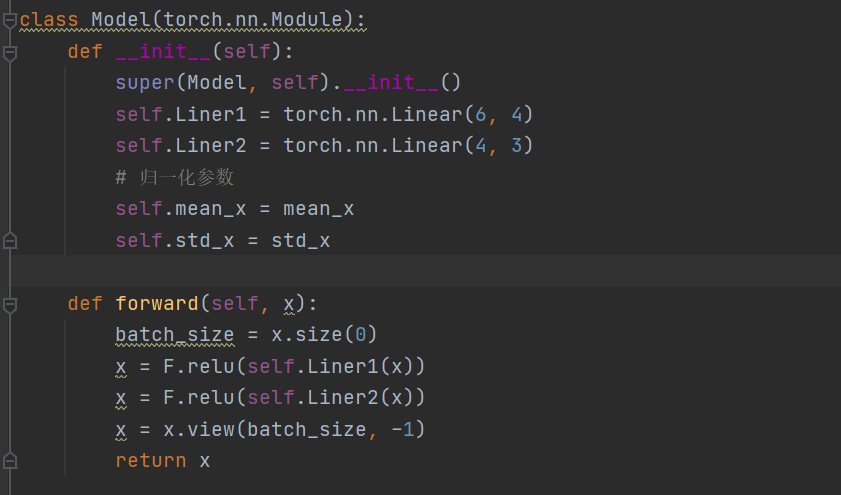 class Model(torch.nn.Module):
    def __init__(self):
        super(Model, self).__init__()
        self.Liner1 = torch.nn.Linear(6, 4)
        self.Liner2 = torch.nn.Linear(4, 3)
        # 归一化参数
        self.mean_x = mean_x
        self.std_x = std_x
    def forward(self, x):
        batch_size = x.size(0)
        x = F.relu(self.Liner1(x))
        x = F.relu(self.Liner2(x))
        x = x.view(batch_size, -1)
        return x